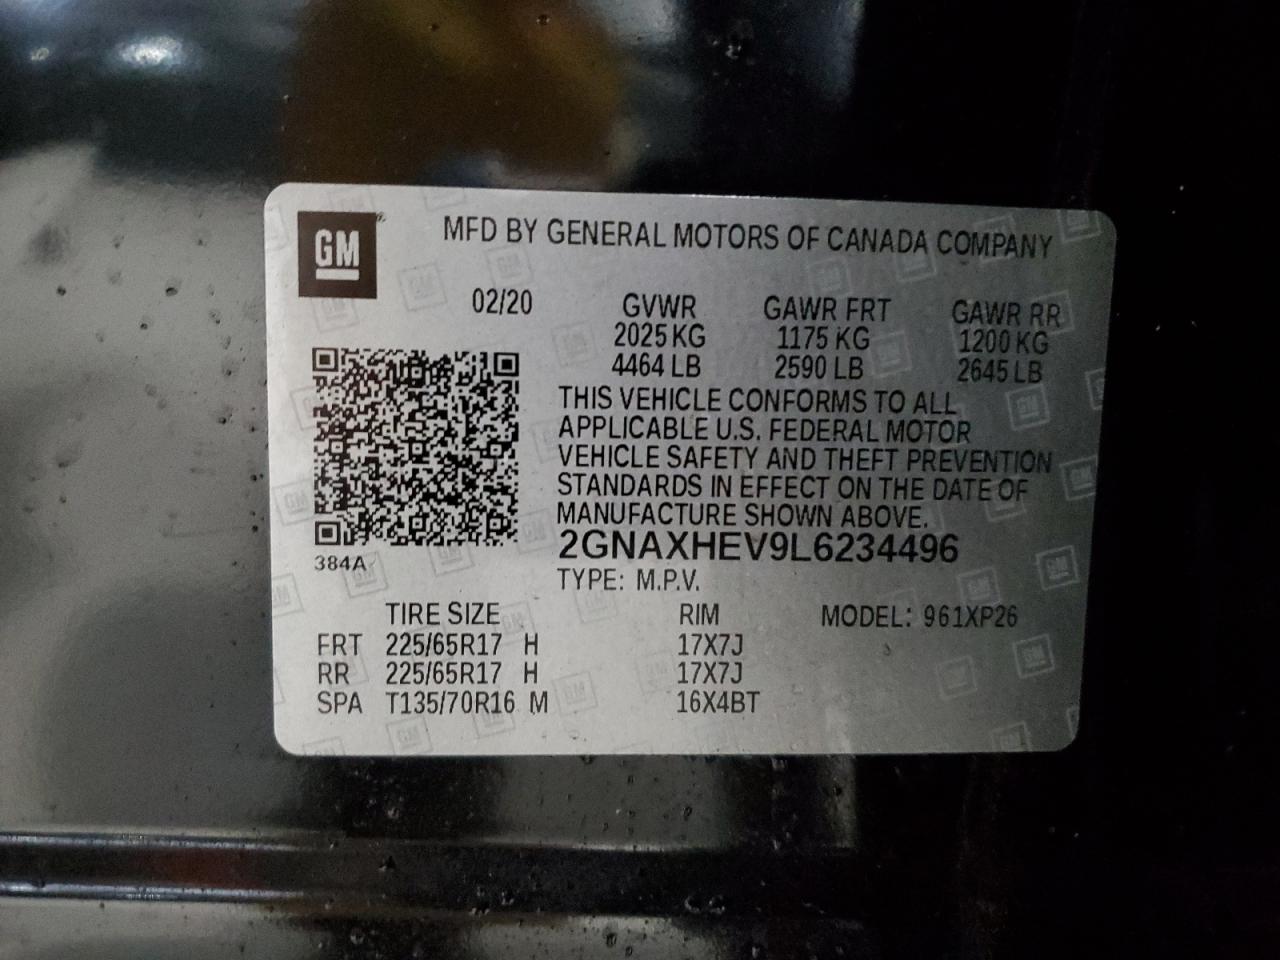 GM
MFD BY GENERAL MOTORS OF CANADA COMPANY
02/20 GVWR GAWR FRT GAWR RR
2025 KG 1175 KG 1200 KG
4464 LB 2590 LB 2645 LB
THIS VEHICLE CONFORMS TO ALL
APPLICABLE U.S. FEDERAL MOTOR
VEHICLE SAFETY AND THEFT PREVENTION
STANDARDS IN EFFECT ON THE DATE OF
MANUFACTURE SHOWN ABOVE.
2GNAXHEV9L6234496
384A
TYPE: M.P.V.
TIRE SIZE RIM MODEL: 961XP26
FRT 225/65R17 H 17X7J
RR 225/65R17 H 17X7J
SPA T135/70R16 M 16X4BT